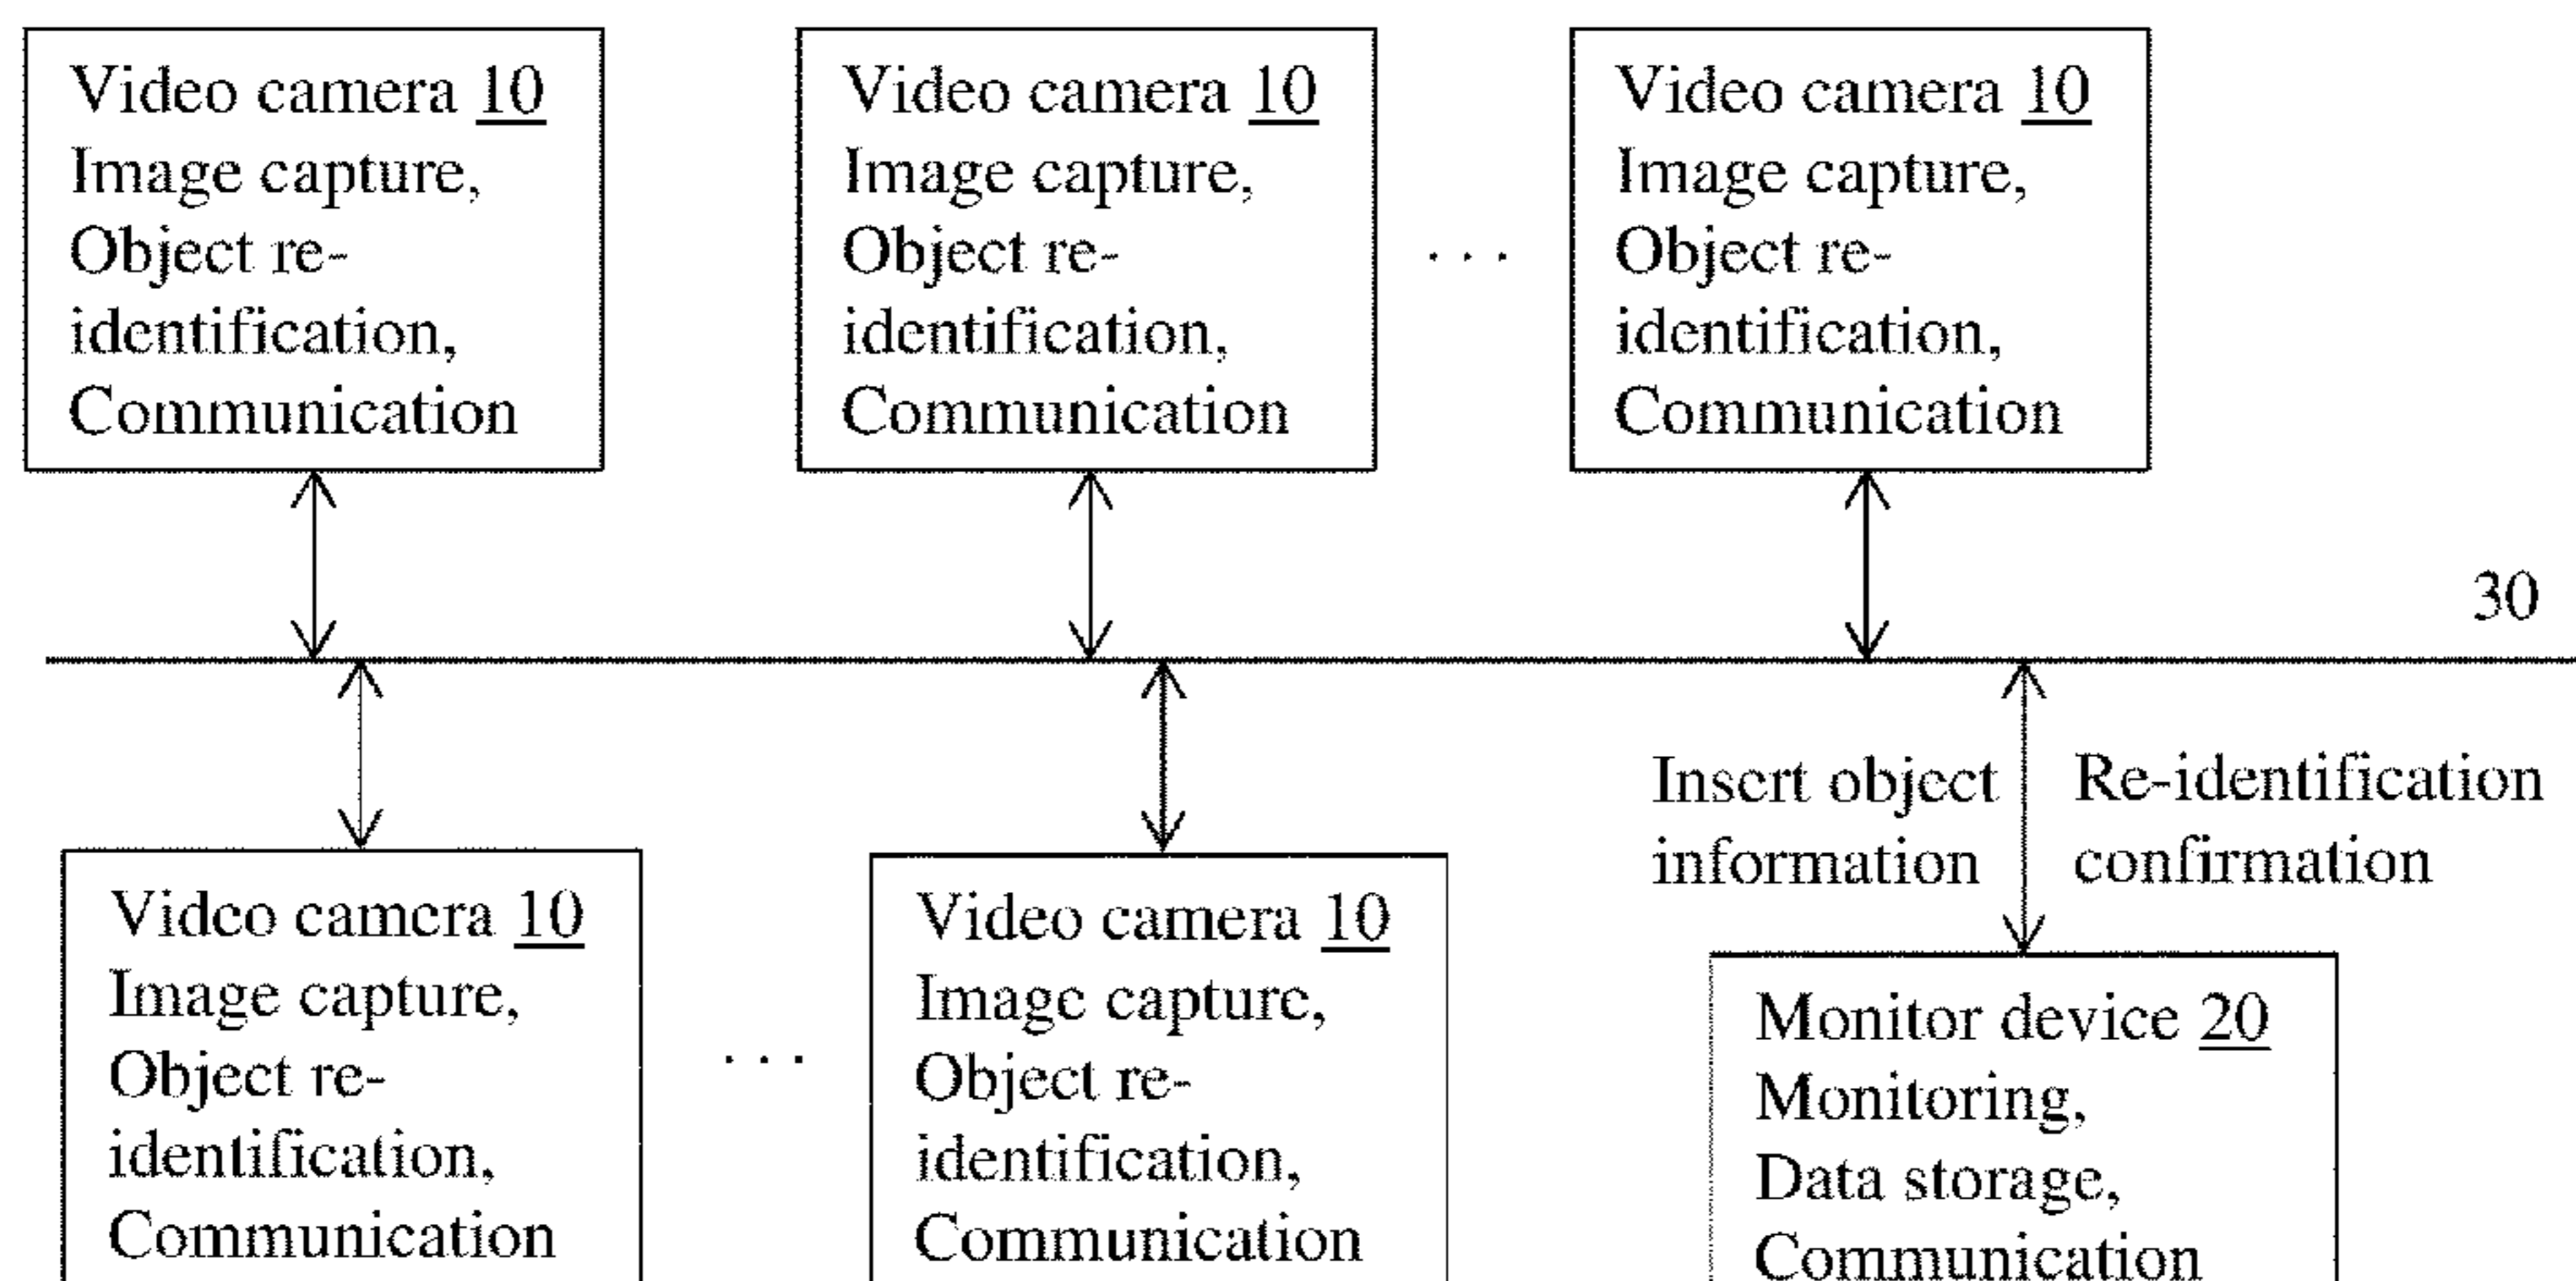 Video camera 10
Image capture,
Object re-
identification,
Communication
Video camera 10
Image capture,
Object re-
identification,
Communication
. . .
Video camera 10
Image capture,
Object re-
identification,
Communication
30
Insert object
information
Re-identification
confirmation
Video camera 10
Image capture,
Object re-
identification,
Communication
. . .
Video camera 10
Image capture,
Object re-
identification,
Communication
Monitor device 20
Monitoring,
Data storage,
Communication